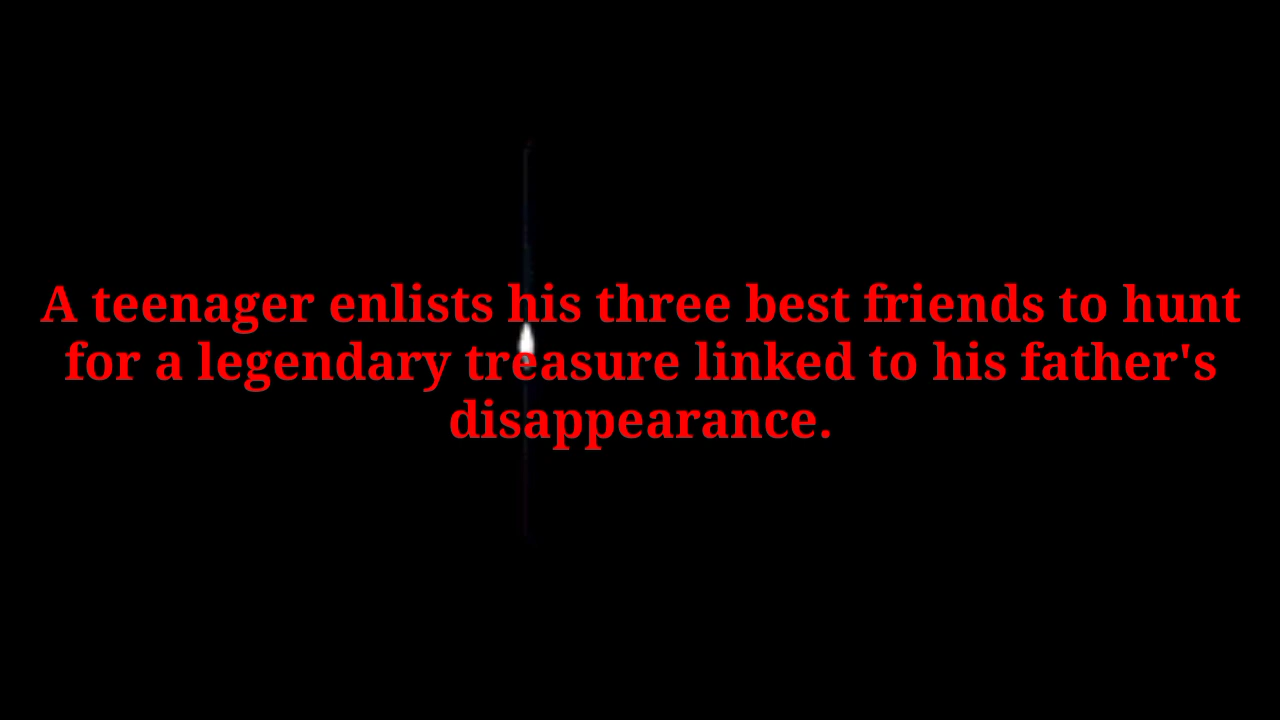 A teenager enlists his three best friends to hunt
for a legendary treasure linked to his father's
disappearance.